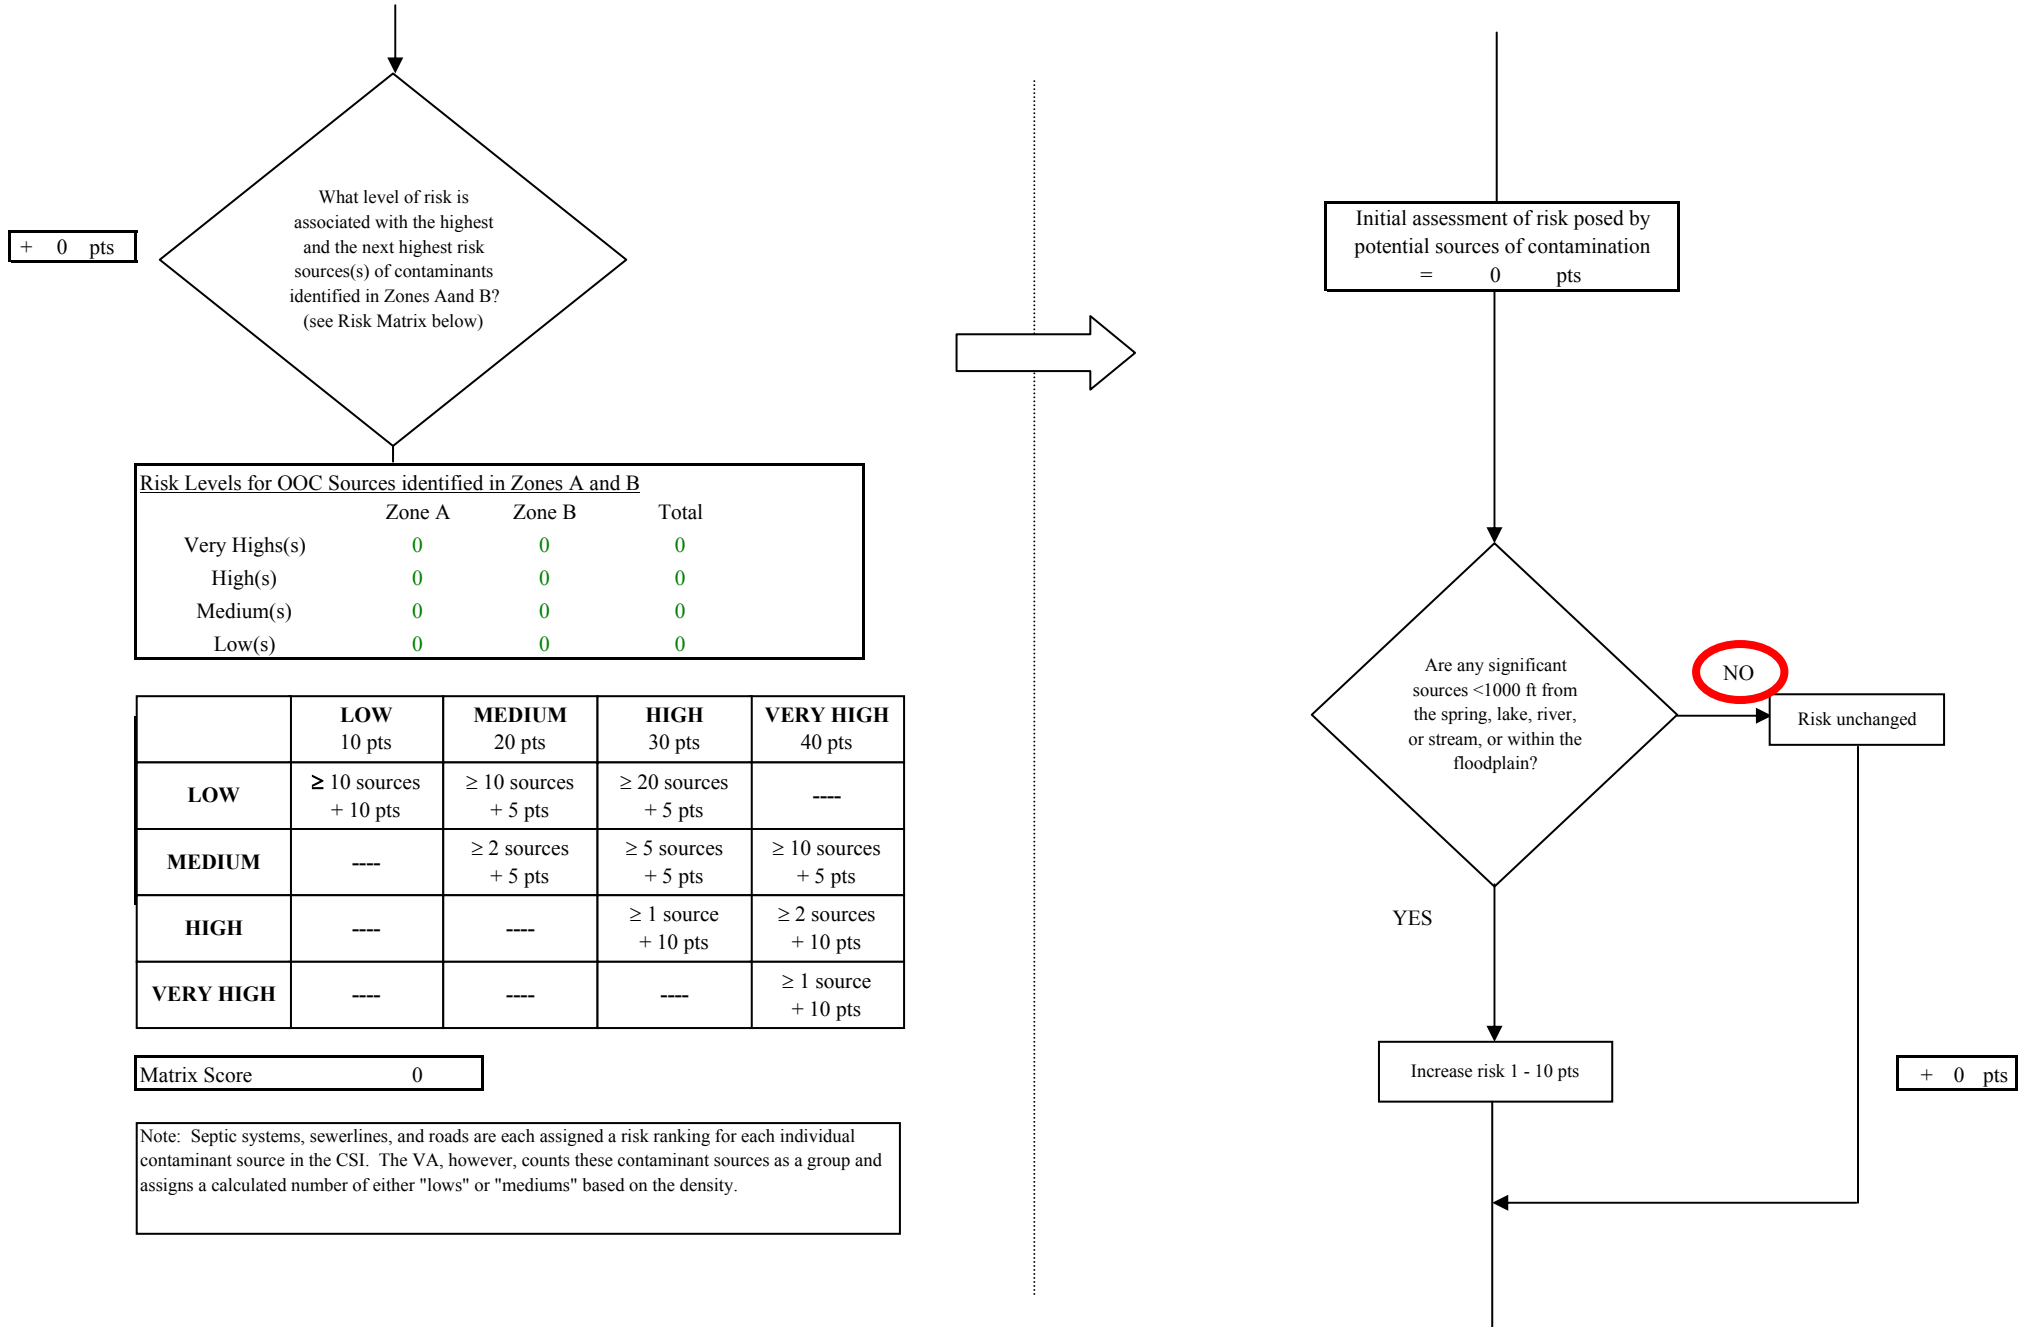 What level of risk is
associated with the highest
and the next highest risk
sources(s) of contaminants
identified in Zones Aand B?
(see Risk Matrix below)
+ 0 pts
Risk Levels for OOC Sources identified in Zones A and B
Zone A Zone B Total
Very Highs(s) 0 0 0
High(s) 0 0 0
Medium(s) 0 0 0
Low(s) 0 0 0
LOW MEDIUM HIGH VERY HIGH
10 pts 20 pts 30 pts 40 pts
LOW ≥ 10 sources ≥ 10 sources ≥ 20 sources ----
+ 10 pts + 5 pts + 5 pts
MEDIUM ---- ≥ 2 sources ≥ 5 sources ≥ 10 sources
+ 5 pts + 5 pts + 5 pts
HIGH ---- ---- ≥ 1 source ≥ 2 sources
+ 10 pts + 10 pts
VERY HIGH ---- ---- ---- ≥ 1 source
+ 10 pts
Matrix Score 0
Note: Septic systems, sewerlines, and roads are each assigned a risk ranking for each individual
contaminant source in the CSI. The VA, however, counts these contaminant sources as a group and
assigns a calculated number of either "lows" or "mediums" based on the density.
Initial assessment of risk posed by
potential sources of contamination
= 0 pts
Are any significant
sources <1000 ft from
the spring, lake, river,
or stream, or within the
floodplain?
NO
Risk unchanged
YES
Increase risk 1 - 10 pts
+ 0 pts